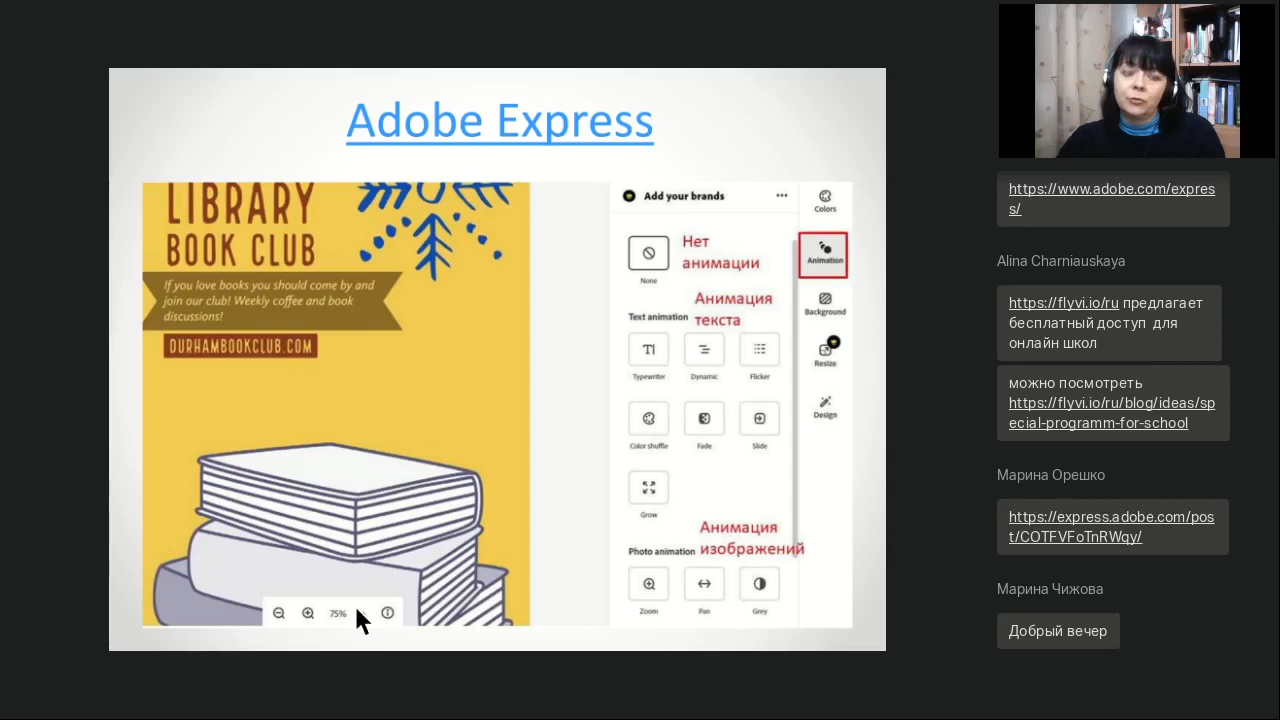 Adobe Express
LIBRARY
BOOK CLUB
If you love books you should come by and
join our club! Weekly coffee and book
discussions!
DURHAMBOOKCLUB.COM
75%
Add your brands
Нет
анимации
None
Анимация
Text animation текста
Typewriter Dynamic Flicker
Color shuffle Fade Slide
Grow
Анимация
Photo animation изображений
Zoom Pan Grey
Colors
Animation
Background
Resize
Design
https://www.adobe.com/expres
s/
Alina Charniauskaya
https://flyvi.io/ru предлагает
бесплатный доступ для
онлайн школ
можно посмотреть
https://flyvi.io/ru/blog/ideas/sp
ecial-programm-for-school
Марина Орешко
https://express.adobe.com/pos
t/COTFVFoTnRWqy/
Марина Чижова
Добрый вечер